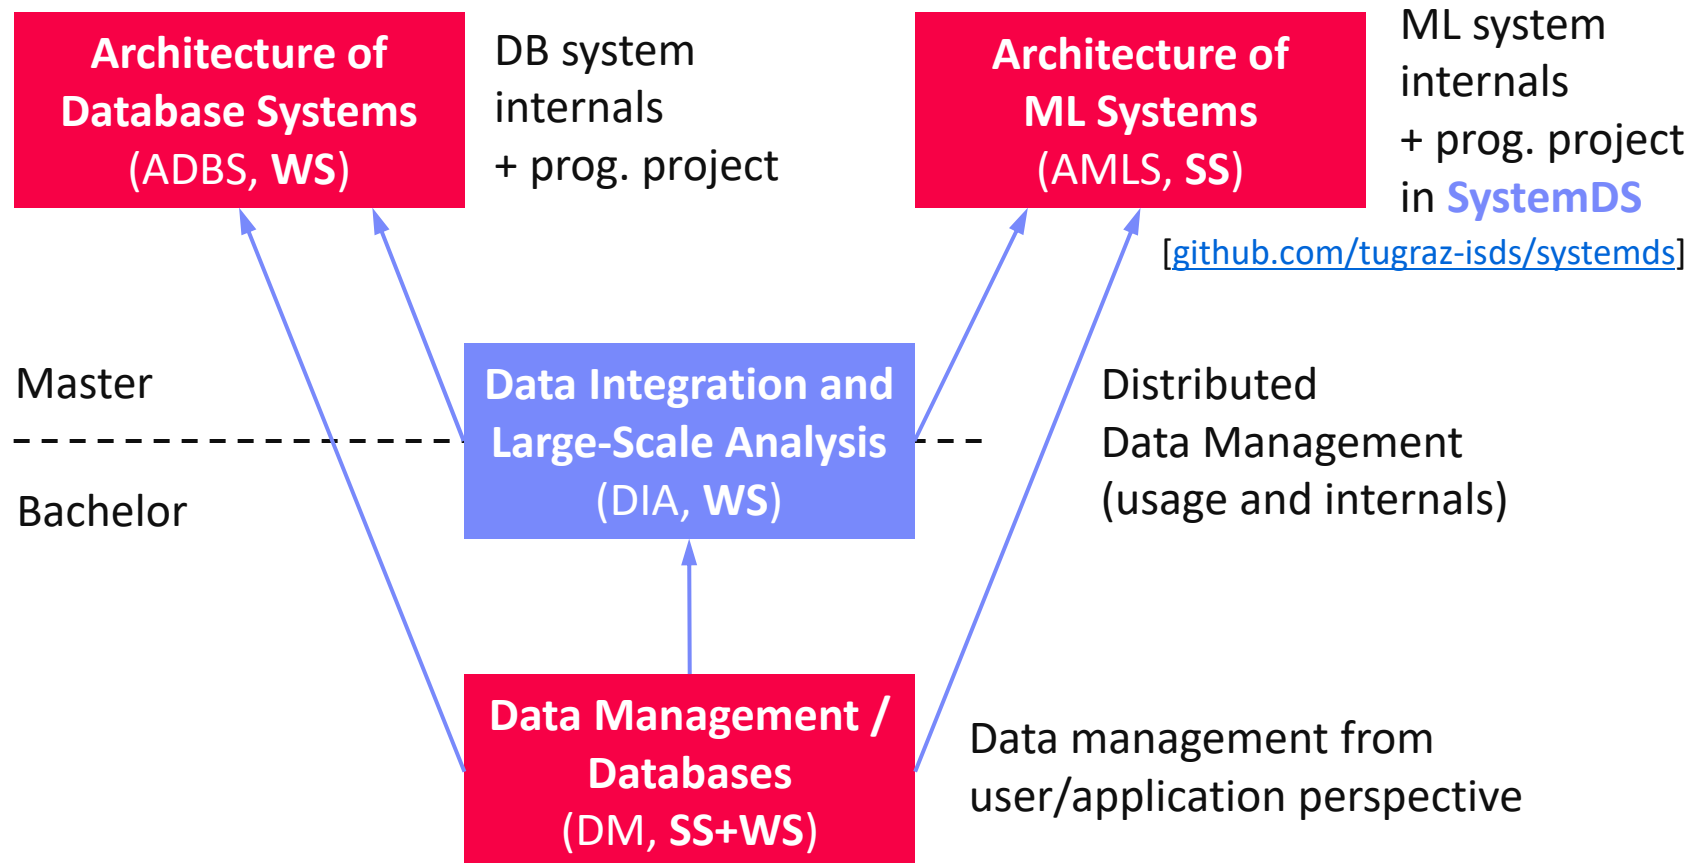 Architecture of
Database Systems
(ADBS, WS)
DB system
internals
+ prog. project
Architecture of
ML Systems
(AMLS, SS)
ML system
internals
+ prog. project
in SystemDS
[github.com/tugraz-isds/systemds]
Master
Bachelor
Data Integration and
Large-Scale Analysis
(DIA, WS)
Distributed
Data Management
(usage and internals)
Data Management /
Databases
(DM, SS+WS)
Data management from
user/application perspective